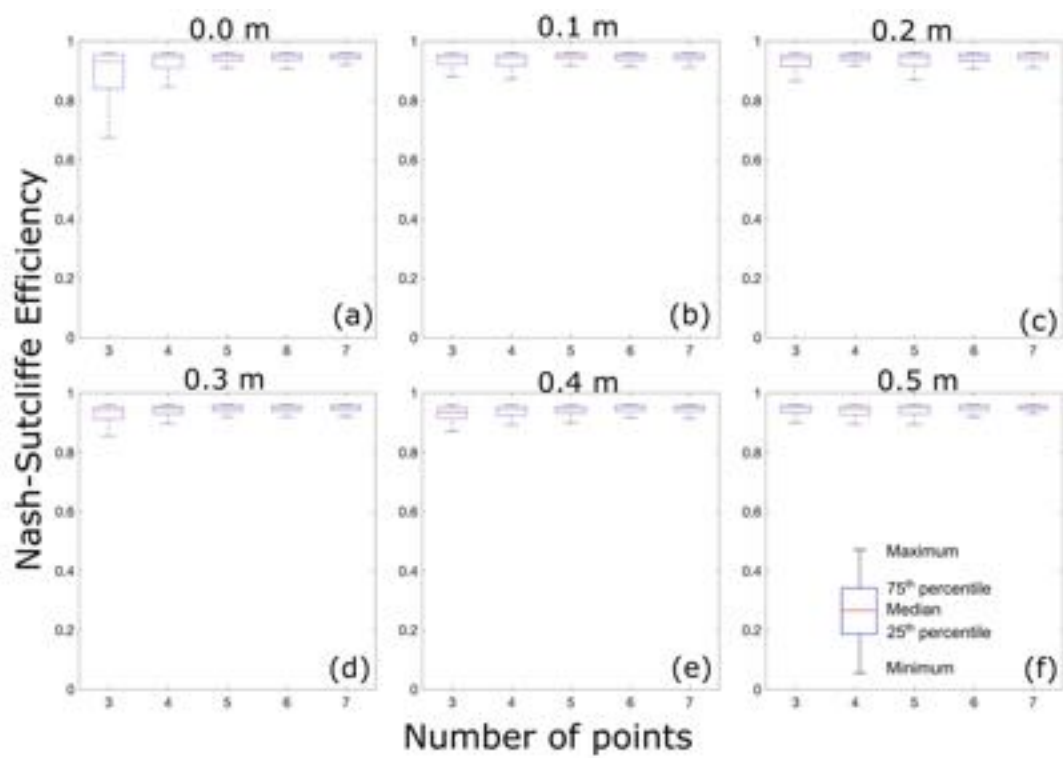 0.0 m
0.1 m
0.2 m
1
0.8
0.6
0.4
0.2
0
3 4 5 6 7
(a)
1
0.8
0.6
0.4
0.2
0
3 4 5 6 7
(b)
1
0.8
0.6
0.4
0.2
0
3 4 5 6 7
(c)
Nash-Sutcliffe Efficiency
0.3 m
0.4 m
0.5 m
1
0.8
0.6
0.4
0.2
0
3 4 5 6 7
(d)
1
0.8
0.6
0.4
0.2
0
3 4 5 6 7
(e)
1
0.8
0.6
0.4
0.2
0
3 4 5 6 7
Maximum
75th percentile
Median
25th percentile
Minimum
(f)
Number of points